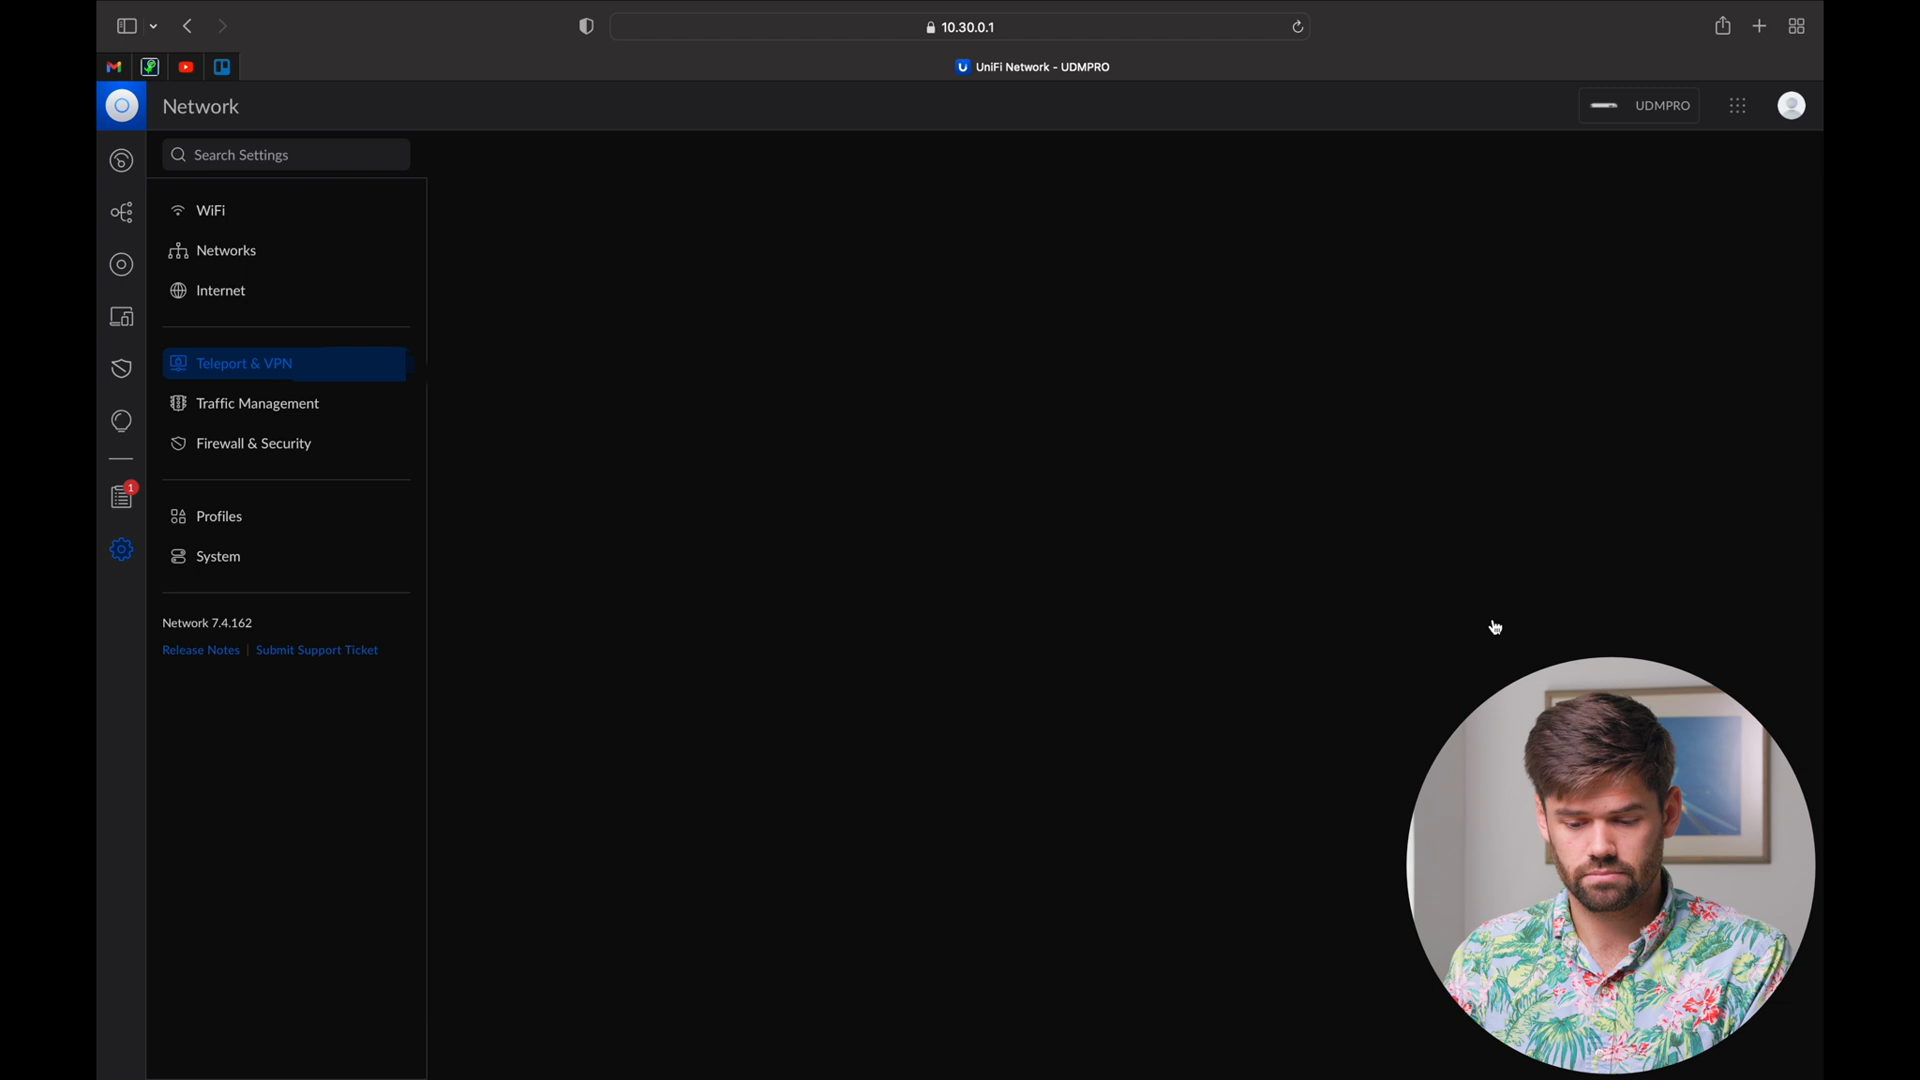 10.30.0.1
UniFi Network - UDMPRO
Network
UDMPRO
Search Settings
WiFi
Networks
Internet
Teleport & VPN
Traffic Management
Firewall & Security
1
Profiles
System
Network 7.4.162
Release Notes | Submit Support Ticket